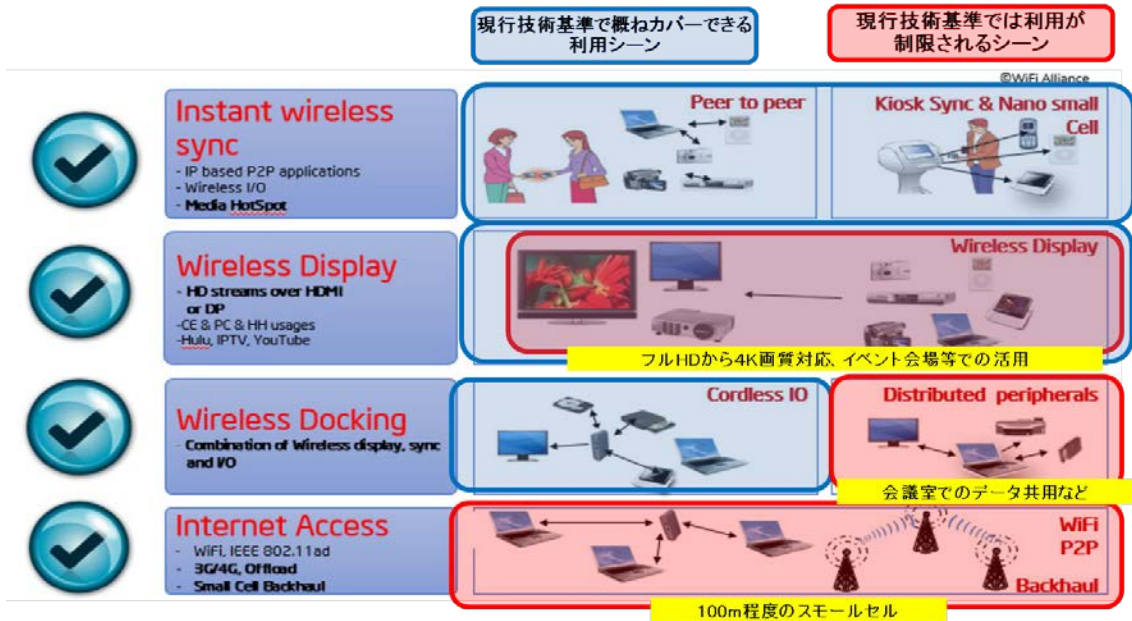 現行技術基準で概ねカバーできる
利用シーン
現行技術基準では利用が
制限されるシーン
©WiFi Alliance
Instant wireless
sync
- IP based P2P applications
- Wireless I/O
- Media HotSpot
Peer to peer
Kiosk Sync & Nano small
Cell
Wireless Display
- HD streams over HDMI
or DP
-CE & PC & HH usages
-Hulu, IPTV, YouTube
Wireless Display
フルHDから4K画質対応、イベント会場等での活用
Wireless Docking
- Combination of Wireless display, sync
and I/O
Cordless IO
Distributed peripherals
会議室でのデータ共用など
Internet Access
- WiFi, IEEE 802.11ad
- 3G/4G, Offload
- Small Cell Backhaul
WiFi
P2P
Backhaul
100m程度のスモールセル